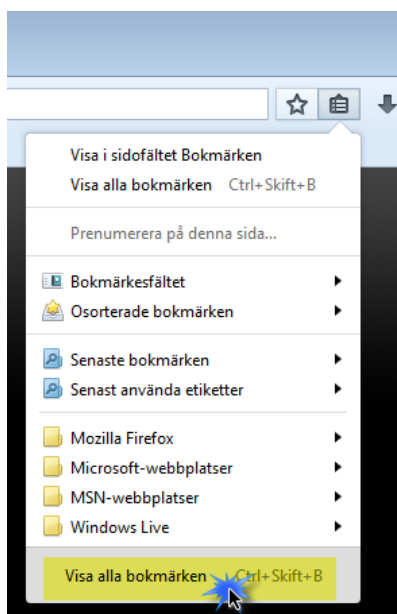 Visa i sidofältet Bokmärken
Visa alla bokmärken Ctrl+Skift+B
Prenumerera på denna sida...
Bokmärkesfältet
Osorterade bokmärken
Senaste bokmärken
Senast använda etiketter
Mozilla Firefox
Microsoft-webbplatser
MSN-webbplatser
Windows Live
Visa alla bokmärken Ctrl+Skift+B